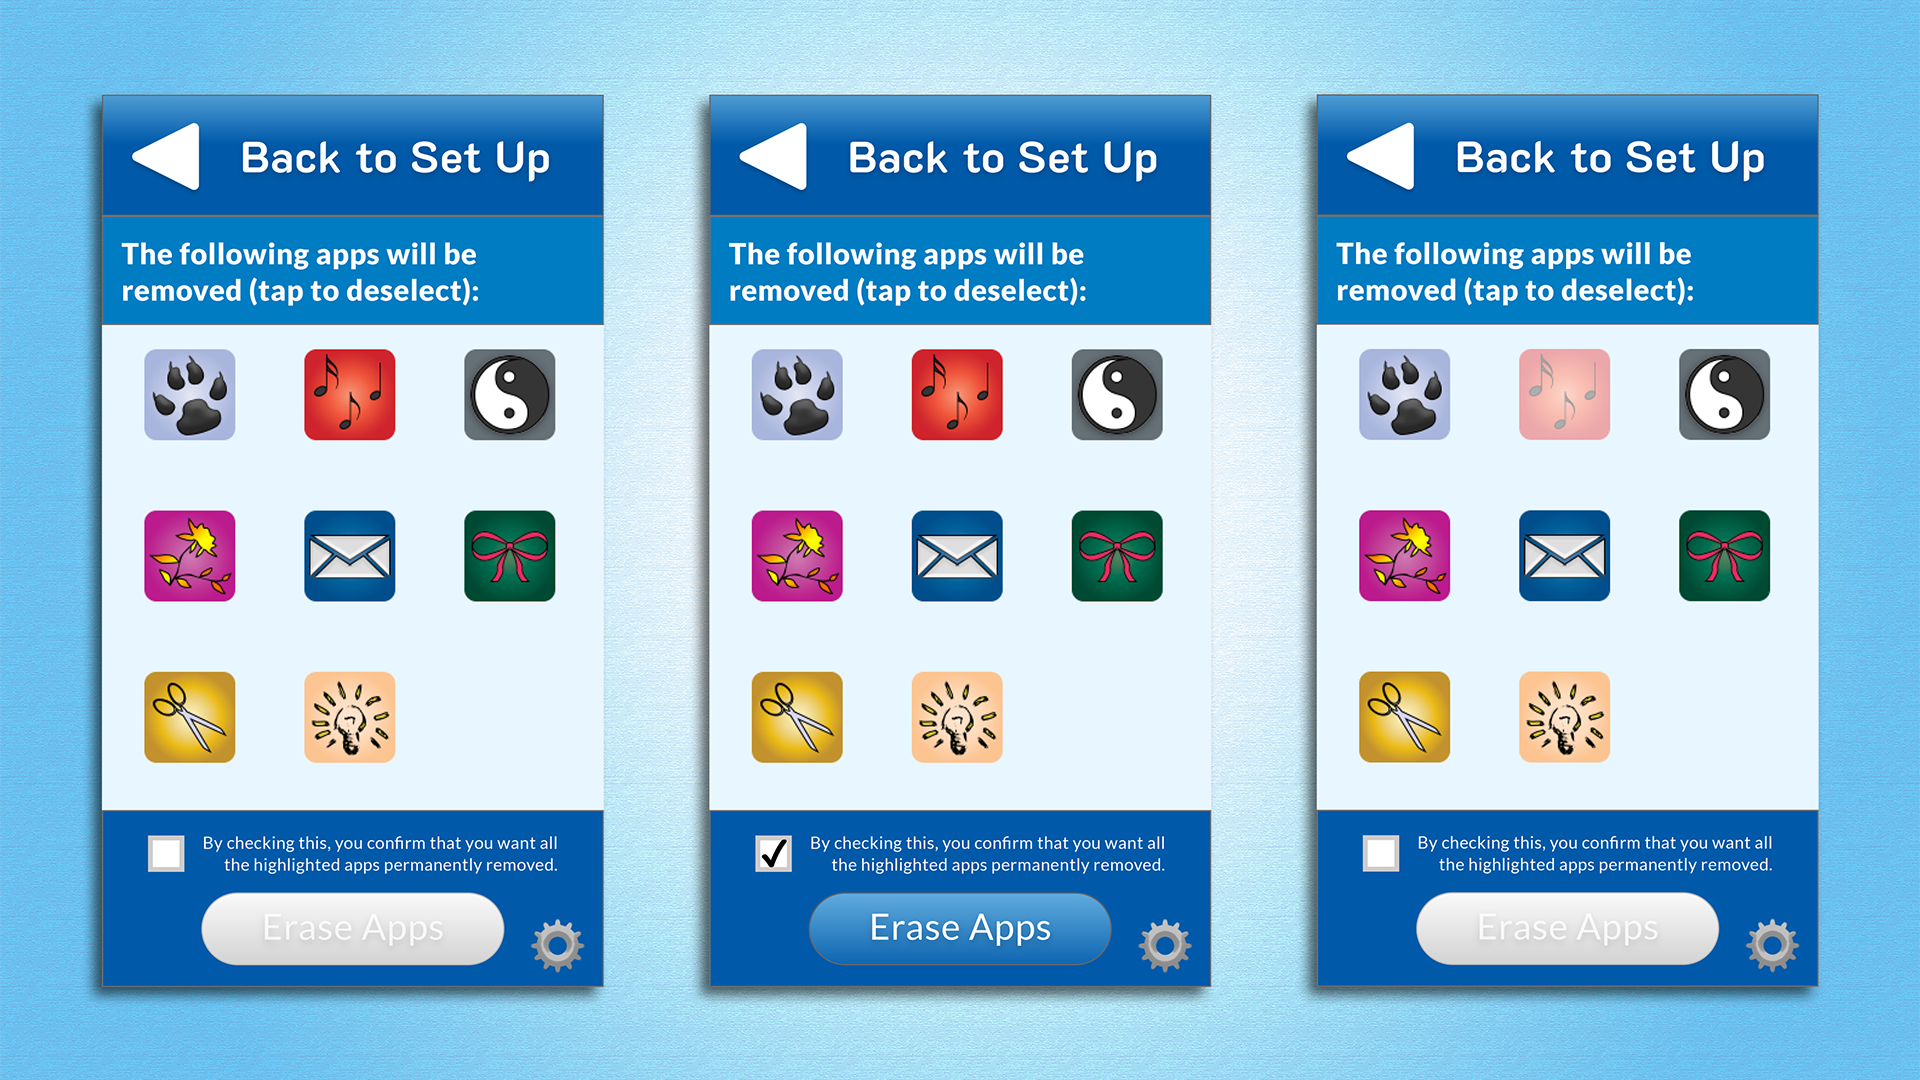 Back to Set Up
The following apps will be
removed (tap to deselect):
By checking this, you confirm that you want all
the highlighted apps permanently removed.
Erase Apps
Back to Set Up
The following apps will be
removed (tap to deselect):
By checking this, you confirm that you want all
the highlighted apps permanently removed.
Erase Apps
Back to Set Up
The following apps will be
removed (tap to deselect):
By checking this, you confirm that you want all
the highlighted apps permanently removed.
Erase Apps